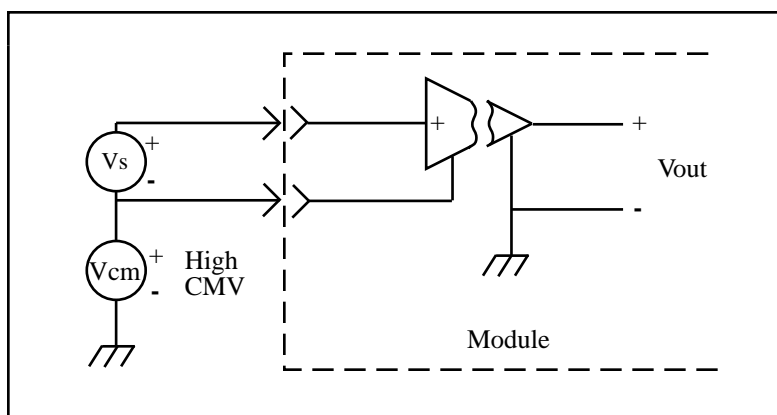 +
+
Vs
+
-
Vout
-
Vcm
+
-
High
CMV
Module